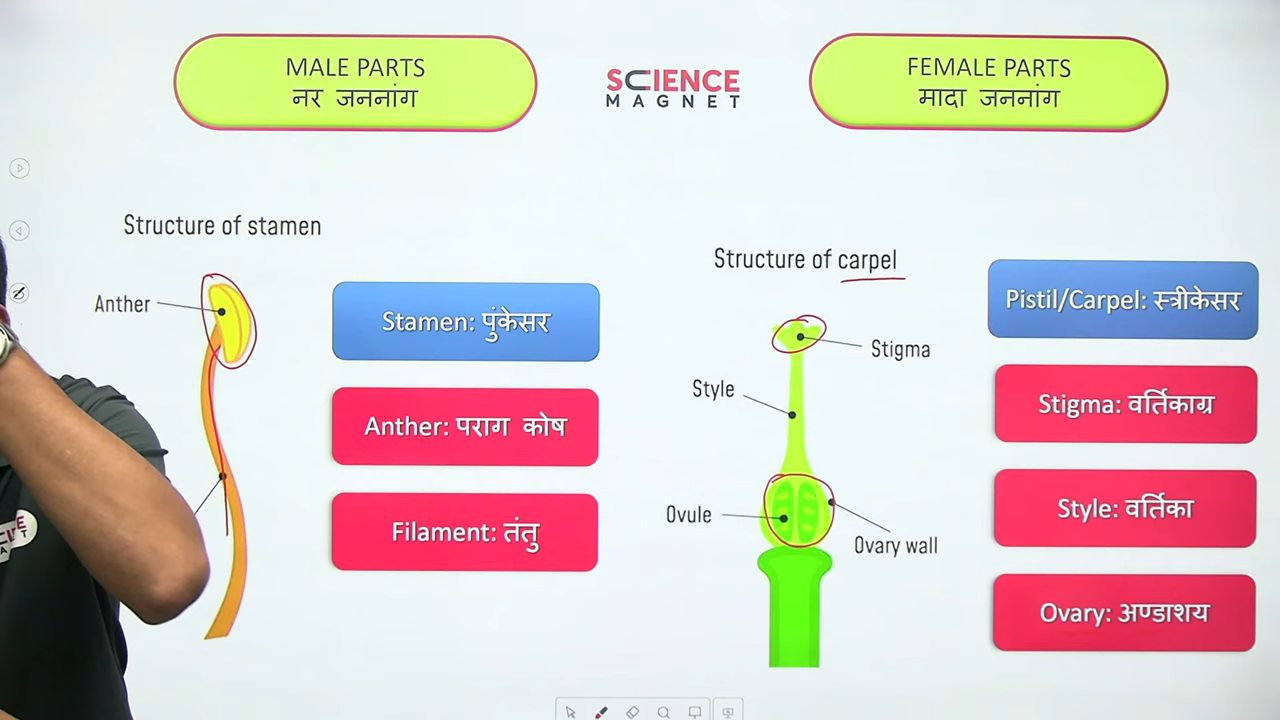 MALE PARTS
नर जननांग
SCIENCE
MAGNET
FEMALE PARTS
मादा जननांग
Structure of stamen
Anther
Stamen: पुंकेसर
Anther: पराग कोष
Filament: तंतु
Structure of carpel
Stigma
Style
Ovule
Ovary wall
Pistil/Carpel: स्त्रीकेसर
Stigma: वर्तिकाग्र
Style: वर्तिका
Ovary: अण्डाशय